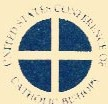 UNITED STATES CONFERENCE OF
CATHOLIC BISHOPS